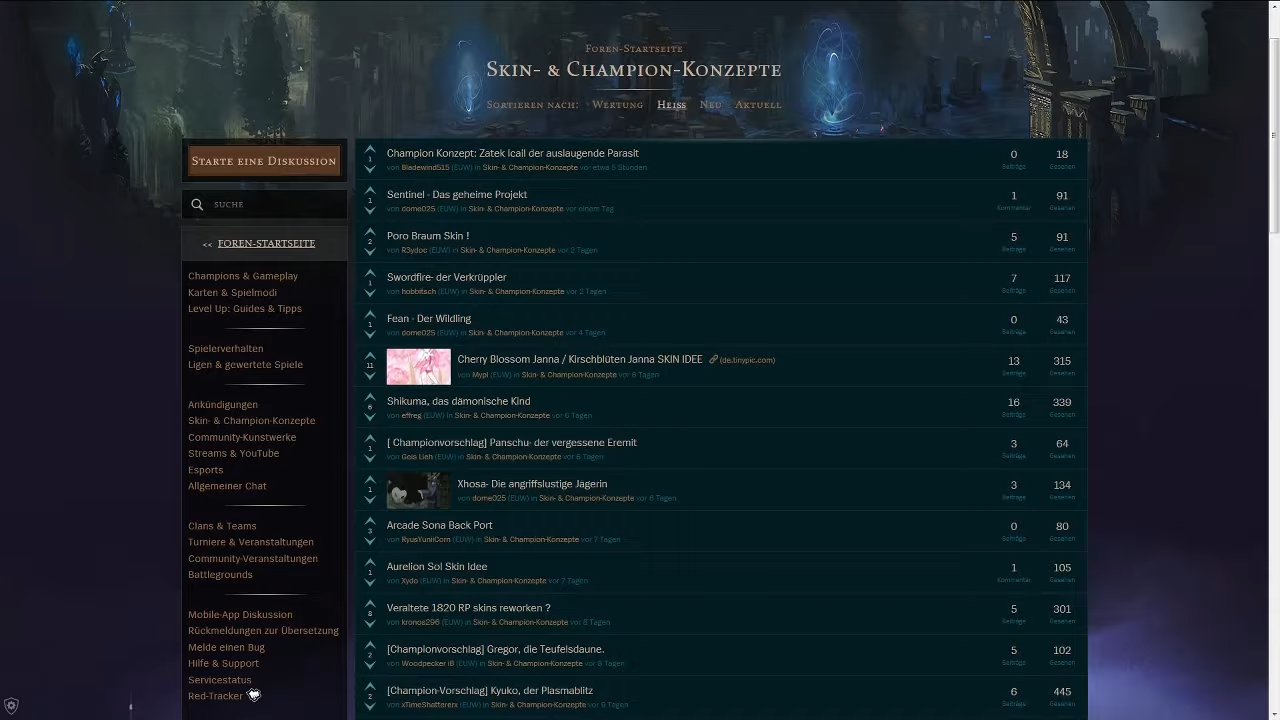 Foren-Startseite
Skin- & Champion-Konzepte
Sortieren nach: Wertung Heiss Neu Aktuell
Starte eine Diskussion
Suche
<< Foren-Startseite
Champions & Gameplay
Karten & Spielmodi
Level Up: Guides & Tipps
Spielerverhalten
Ligen & gewertete Spiele
Ankündigungen
Skin- & Champion-Konzepte
Community-Kunstwerke
Streams & YouTube
Esports
Allgemeiner Chat
Clans & Teams
Turniere & Veranstaltungen
Community-Veranstaltungen
Battlegrounds
Mobile-App Diskussion
Rückmeldungen zur Übersetzung
Melde einen Bug
Hilfe & Support
Servicestatus
Red-Tracker
1 Champion Konzept: Zatek Icall der auslaugende Parasit 0 18
von Bladewind515 (EUW) in Skin- & Champion-Konzepte vor etwa 5 Stunden Beiträge Gesehen
1 Sentinel - Das geheime Projekt 1 91
von dome025 (EUW) in Skin- & Champion-Konzepte vor einem Tag Kommentar Gesehen
2 Poro Braum Skin ! 5 91
von R3ydoc (EUW) in Skin- & Champion-Konzepte vor 2 Tagen Beiträge Gesehen
1 Swordfire- der Verkrüppler 7 117
von hobbitsch (EUW) in Skin- & Champion-Konzepte vor 2 Tagen Beiträge Gesehen
1 Fean - Der Wildling 0 43
von dome025 (EUW) in Skin- & Champion-Konzepte vor 4 Tagen Beiträge Gesehen
11 Cherry Blossom Janna / Kirschblüten Janna SKIN IDEE (de.tinypic.com) 13 315
von Mypl (EUW) in Skin- & Champion-Konzepte vor 6 Tagen Beiträge Gesehen
6 Shikuma, das dämonische Kind 16 339
von effreg (EUW) in Skin- & Champion-Konzepte vor 6 Tagen Beiträge Gesehen
1 [ Championvorschlag] Panschu- der vergessene Eremit 3 64
von Geis Lien (EUW) in Skin- & Champion-Konzepte vor 6 Tagen Beiträge Gesehen
1 Xhosa- Die angriffslustige Jägerin 3 134
von dome025 (EUW) in Skin- & Champion-Konzepte vor 6 Tagen Beiträge Gesehen
3 Arcade Sona Back Port 0 80
von RyusYuniiCorn (EUW) in Skin- & Champion-Konzepte vor 7 Tagen Beiträge Gesehen
1 Aurelion Sol Skin Idee 1 105
von Xydo (EUW) in Skin- & Champion-Konzepte vor 7 Tagen Kommentar Gesehen
8 Veraltete 1820 RP skins reworken ? 5 301
von kronos296 (EUW) in Skin- & Champion-Konzepte vor 8 Tagen Beiträge Gesehen
2 [Championvorschlag] Gregor, die Teufelsdaune. 5 102
von Woodpecker iB (EUW) in Skin- & Champion-Konzepte vor 8 Tagen Beiträge Gesehen
2 [Champion-Vorschlag] Kyuko, der Plasmablitz 6 445
von xTimeShattererx (EUW) in Skin- & Champion-Konzepte vor Tagen Beiträge Gesehen